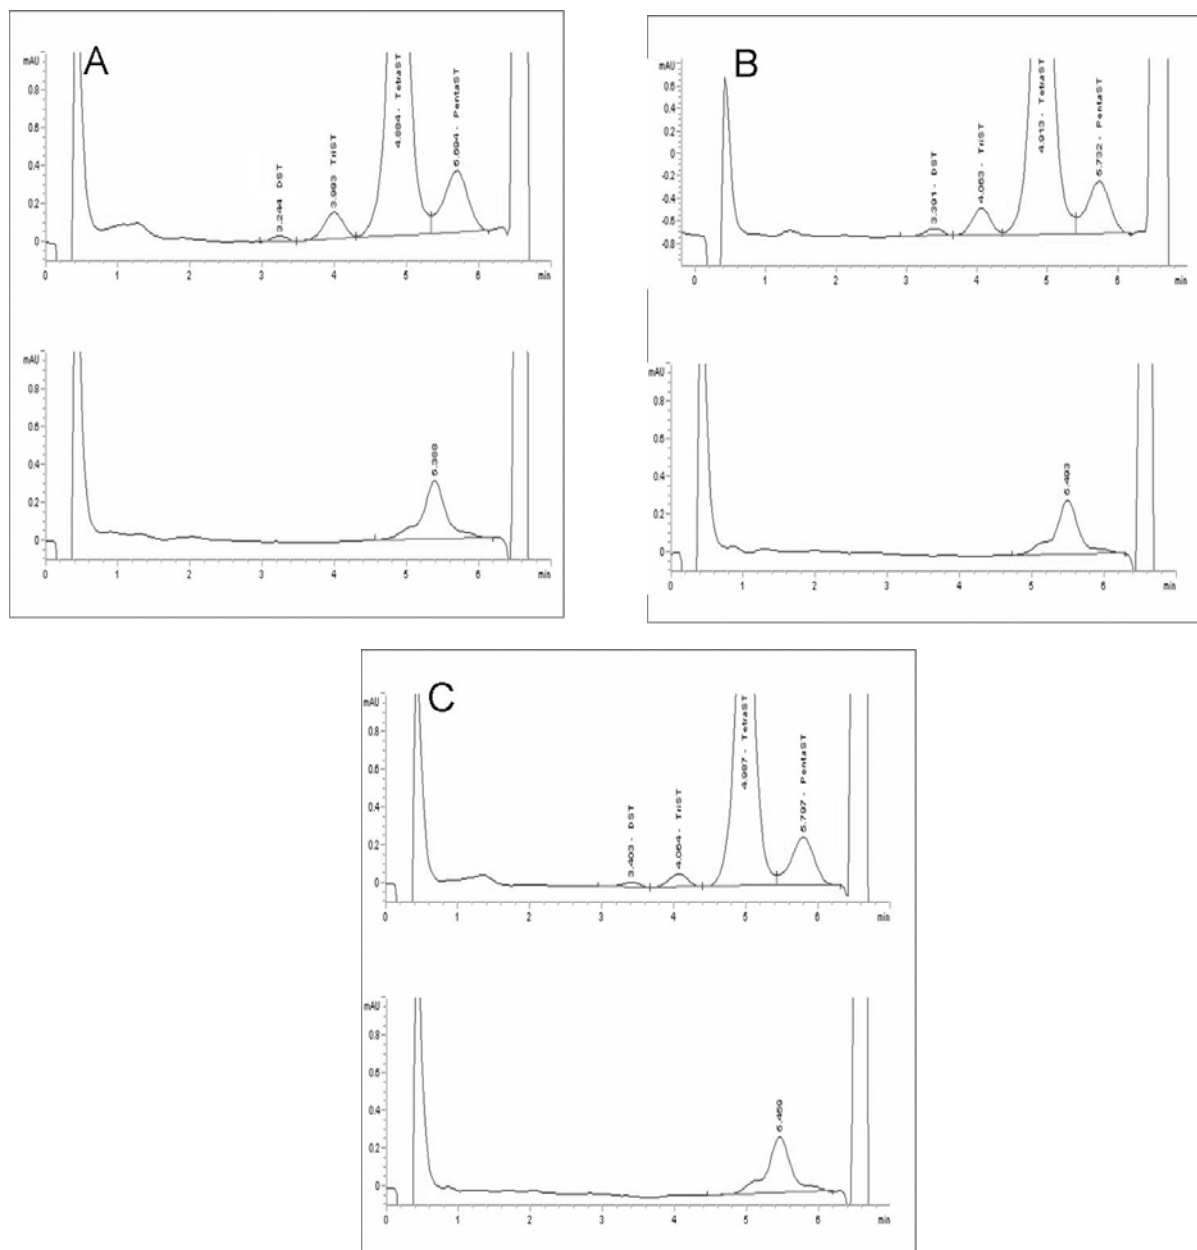 A
mAU
0.8
0.6
0.4
0.2
0
3.244 DST
3.993 TriST
4.884 - TetraST
5.694 - PentaST
1 2 3 4 5 6 min
mAU
0.8
0.6
0.4
0.2
0
5.388
0 1 2 3 4 5 6 min
B
mAU
0.6
0.4
0.2
0
-0.2
-0.4
-0.6
-0.8
3.391 - DST
4.063 - TriST
4.913 - TetraST
5.732 - PentaST
0 1 2 3 4 5 6 min
mAU
0.8
0.6
0.4
0.2
0
5.493
0 1 2 3 4 5 6 min
C
mAU
0.8
0.6
0.4
0.2
0
3.403 - DST
4.064 - TriST
4.987 - TetraST
5.797 - PentaST
0 1 2 3 4 5 6 min
mAU
0.8
0.6
0.4
0.2
0
5.459
0 1 2 3 4 5 6 min